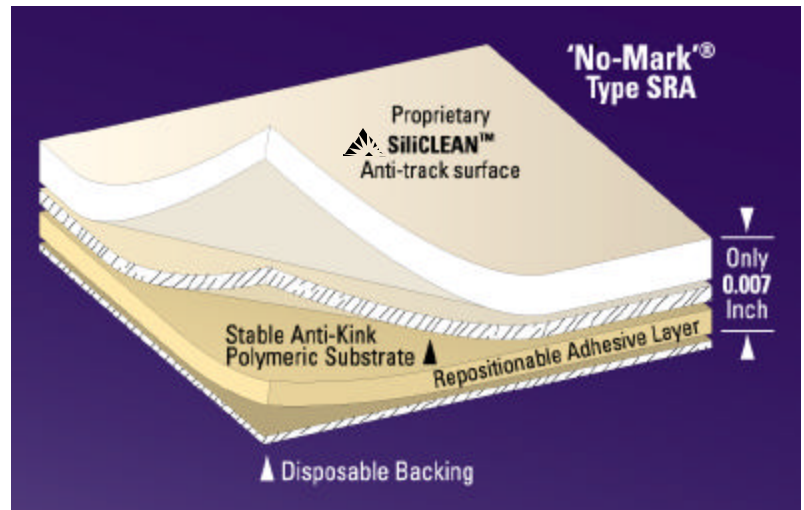 'No-Mark'®
Type SRA
Proprietary
SiliCLEAN™
Anti-track surface
Only
0.007
Inch
Stable Anti-Kink
Polymeric Substrate
Repositionable Adhesive Layer
Disposable Backing